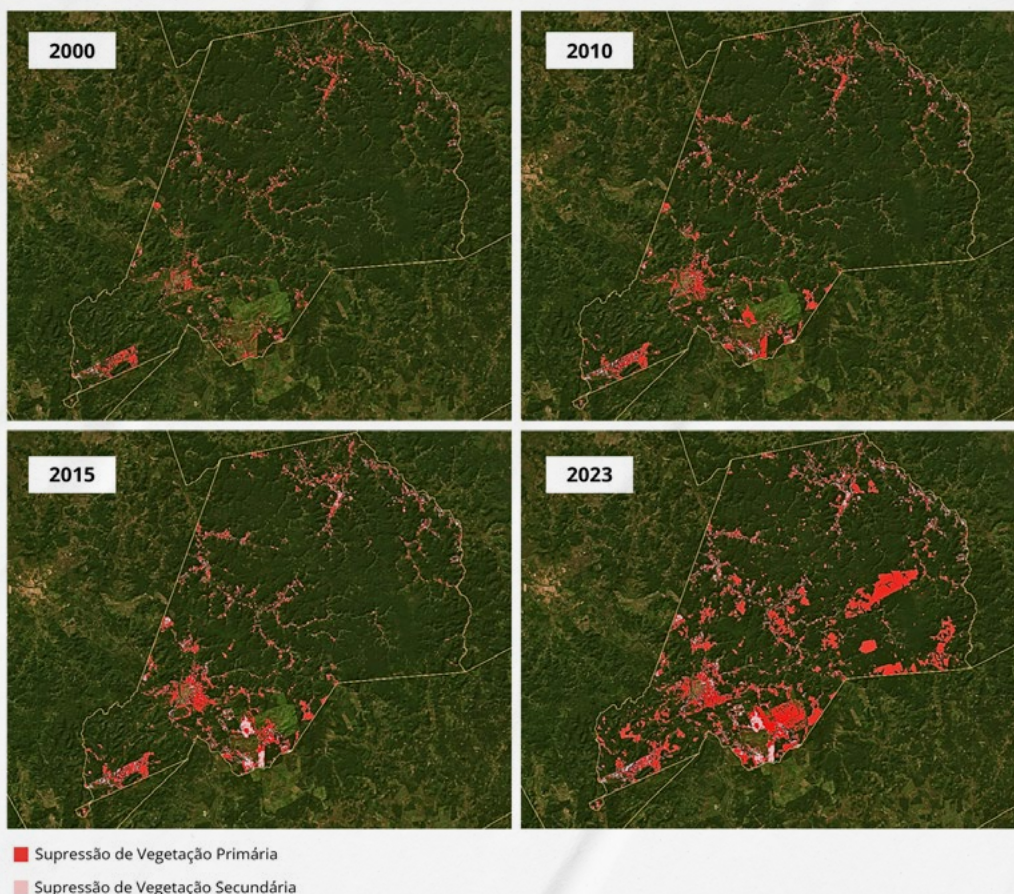 2000
2010
2015
2023
Supressão de Vegetação Primária
Supressão de Vegetação Secundária